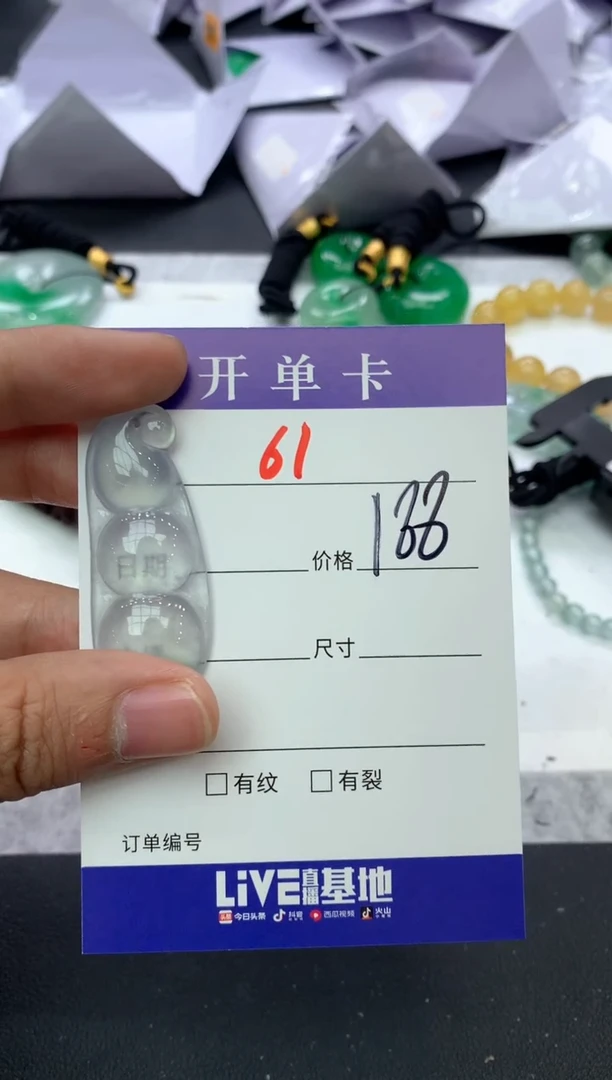 开单卡
61
日期 价格 188
尺寸
有纹 有裂
订单编号
LiVE直播基地
今日头条 抖音 西瓜视频 火山